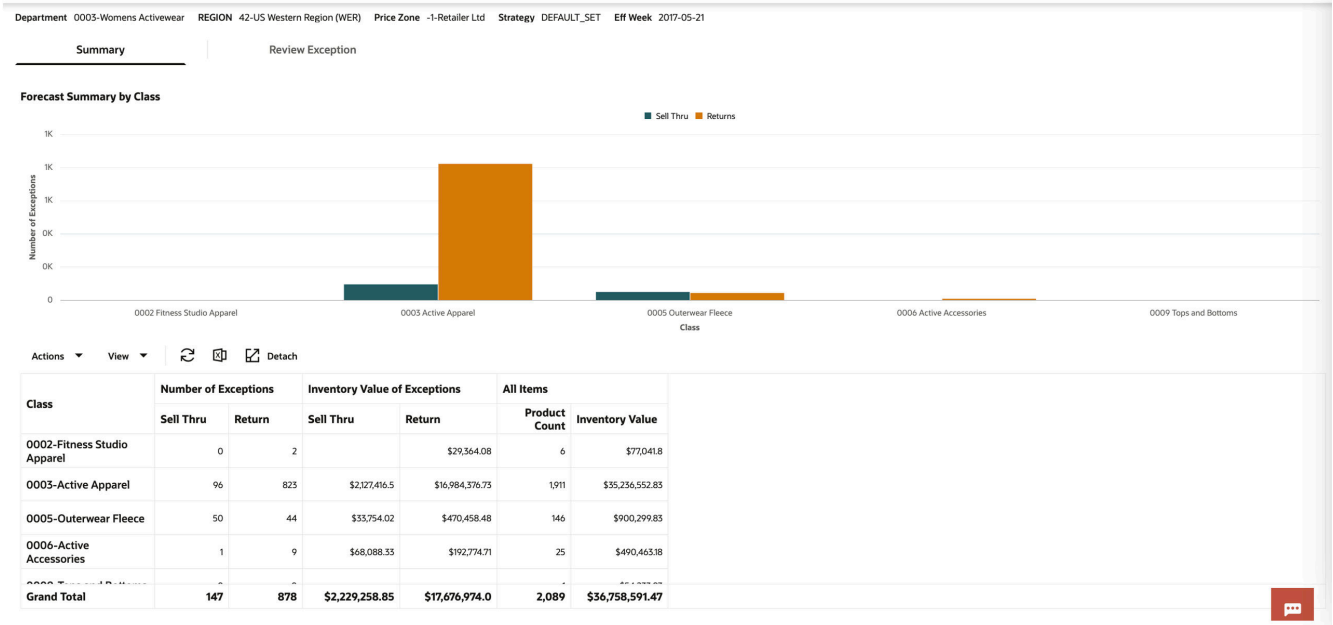 Department 0003-Womens Activewear REGION 42-US Western Region (WER) Price Zone -1-Retailer Ltd Strategy DEFAULT_SET Eff Week 2017-05-21
Summary Review Exception
Forecast Summary by Class
Sell Thru Returns
1K
1K
1K
0K
0K
0
Number of Exceptions
0002 Fitness Studio Apparel 0003 Active Apparel 0005 Outerwear Fleece 0006 Active Accessories 0009 Tops and Bottoms
Class
Actions View Detach
Class Number of Exceptions Inventory Value of Exceptions All Items
Sell Thru Return Sell Thru Return Product Count Inventory Value
0002-Fitness Studio Apparel 0 2 $29,364.08 6 $77,041.8
0003-Active Apparel 96 823 $2,127,416.5 $16,984,376.73 1,911 $35,236,552.83
0005-Outerwear Fleece 50 44 $33,754.02 $470,458.48 146 $900,299.83
0006-Active Accessories 1 9 $68,088.33 $192,774.71 25 $490,463.18
Grand Total 147 878 $2,229,258.85 $17,676,974.0 2,089 $36,758,591.47